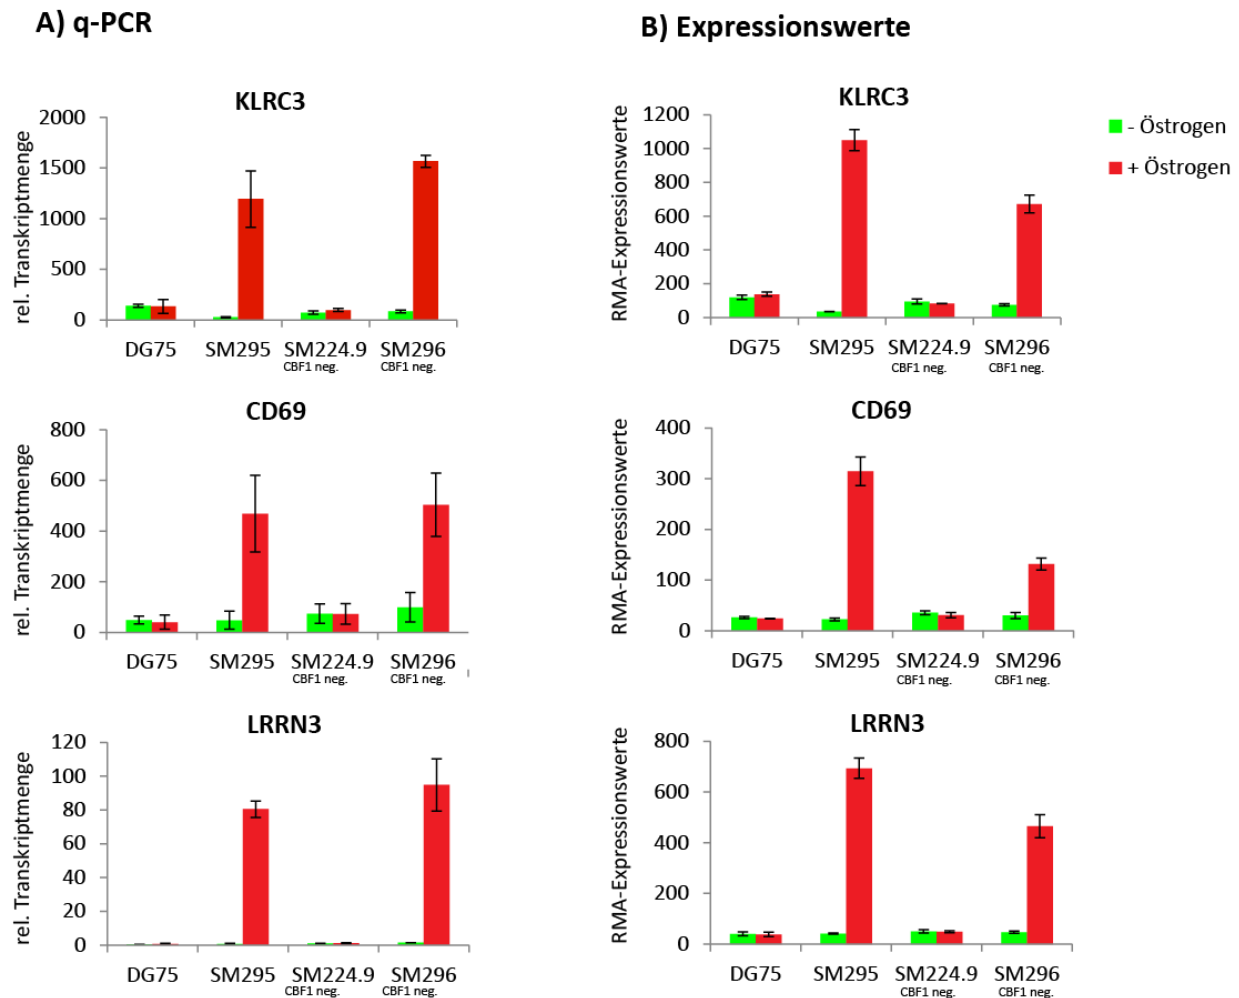 A) q-PCR
B) Expressionswerte
KLRC3
rel. Transkriptmenge
2000
1500
1000
500
0
DG75 SM295 SM224.9 SM296
CBF1 neg. CBF1 neg.
KLRC3
RMA-Expressionswerte
1200
1000
800
600
400
200
0
DG75 SM295 SM224.9 SM296
CBF1 neg. CBF1 neg.
- Östrogen
+ Östrogen
CD69
rel. Transkriptmenge
800
600
400
200
0
DG75 SM295 SM224.9 SM296
CBF1 neg. CBF1 neg.
CD69
RMA-Expressionswerte
400
300
200
100
0
DG75 SM295 SM224.9 SM296
CBF1 neg. CBF1 neg.
LRRN3
rel. Transkriptmenge
120
100
80
60
40
20
0
DG75 SM295 SM224.9 SM296
CBF1 neg. CBF1 neg.
LRRN3
RMA-Expressionswerte
800
600
400
200
0
DG75 SM295 SM224.9 SM296
CBF1 neg. CBF1 neg.